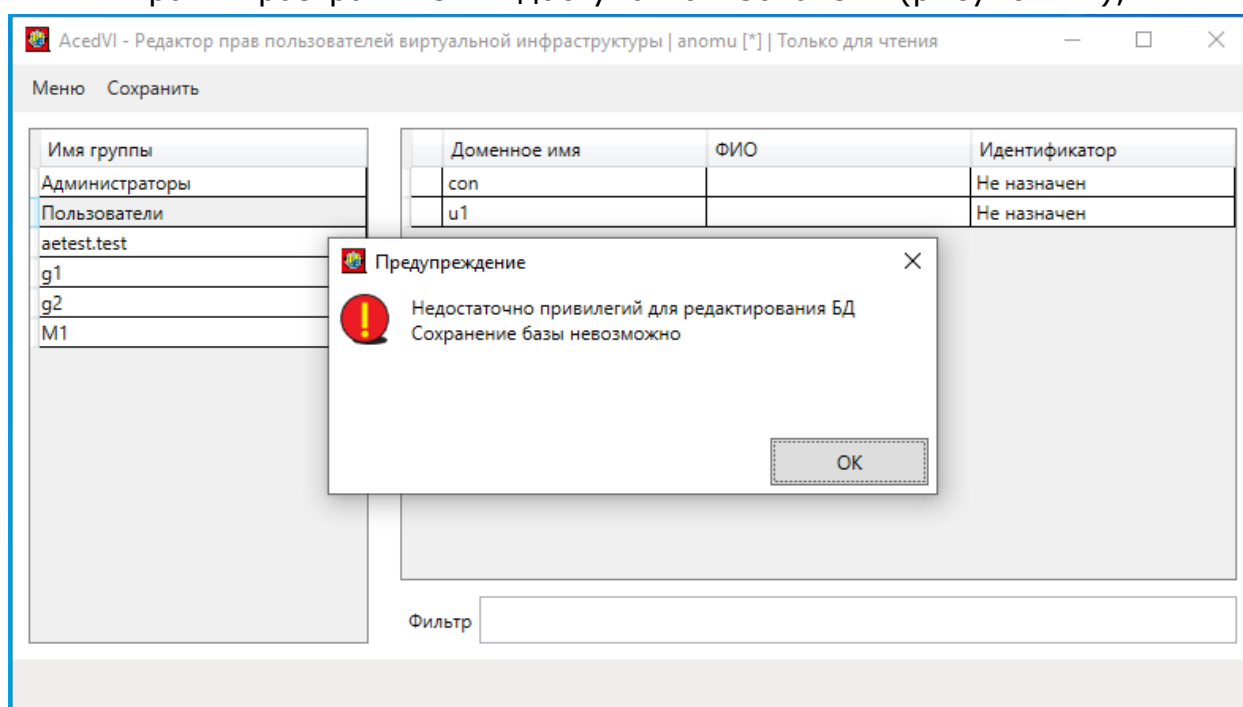 AcedVI - Редактор прав пользователей виртуальной инфраструктуры | anomu [*] | Только для чтения
Меню Сохранить
Имя группы
Администраторы
Пользователи
aetest.test
g1
g2
M1
Доменное имя ФИО Идентификатор
con Не назначен
u1 Не назначен
Предупреждение
Недостаточно привилегий для редактирования БД
Сохранение базы невозможно
OK
Фильтр